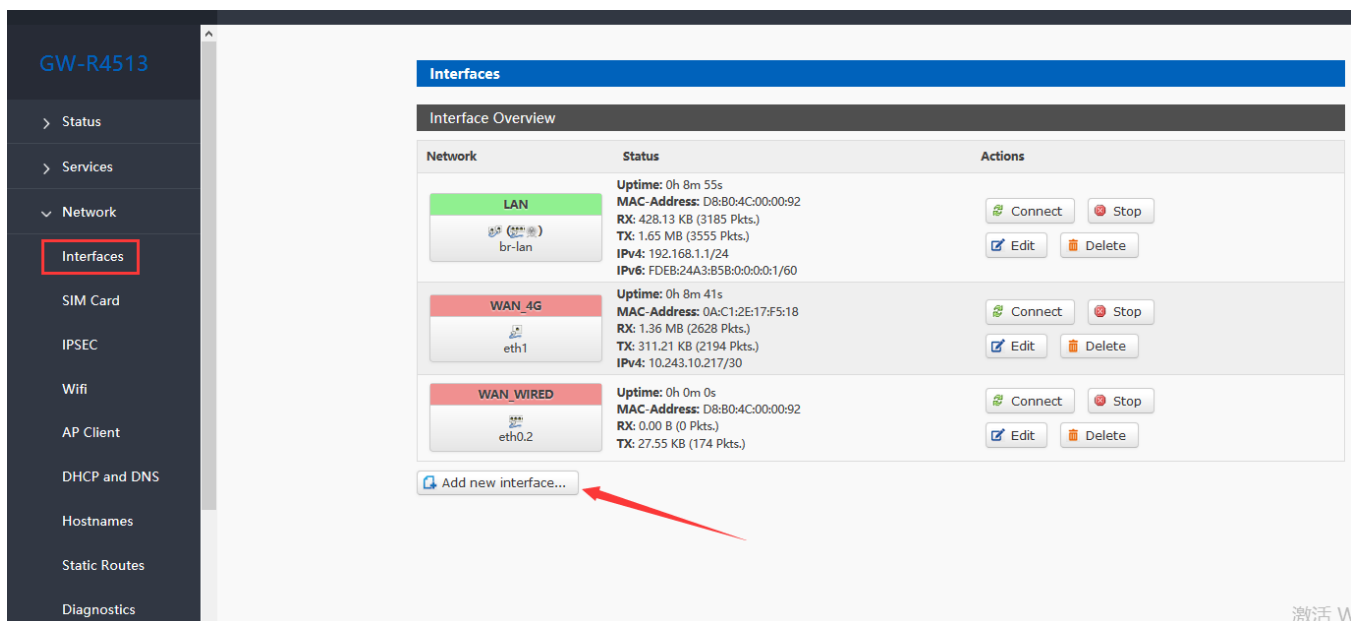 GW-R4513
Status
Services
Network
Interfaces
SIM Card
IPSEC
Wifi
AP Client
DHCP and DNS
Hostnames
Static Routes
Diagnostics
Interfaces
Interface Overview
Network Status Actions
LAN
br-lan
Uptime: 0h 8m 55s
MAC-Address: D8:B0:4C:00:00:92
RX: 428.13 KB (3185 Pkts.)
TX: 1.65 MB (3555 Pkts.)
IPv4: 192.168.1.1/24
IPv6: FDEB:24A3:B5B:0:0:0:0:1/60
Connect Stop
Edit Delete
WAN_4G
eth1
Uptime: 0h 8m 41s
MAC-Address: 0A:C1:2E:17:F5:18
RX: 1.36 MB (2628 Pkts.)
TX: 311.21 KB (2194 Pkts.)
IPv4: 10.243.10.217/30
Connect Stop
Edit Delete
WAN_WIRED
eth0.2
Uptime: 0h 0m 0s
MAC-Address: D8:B0:4C:00:00:92
RX: 0.00 B (0 Pkts.)
TX: 27.55 KB (174 Pkts.)
Connect Stop
Edit Delete
Add new interface...
激活 W